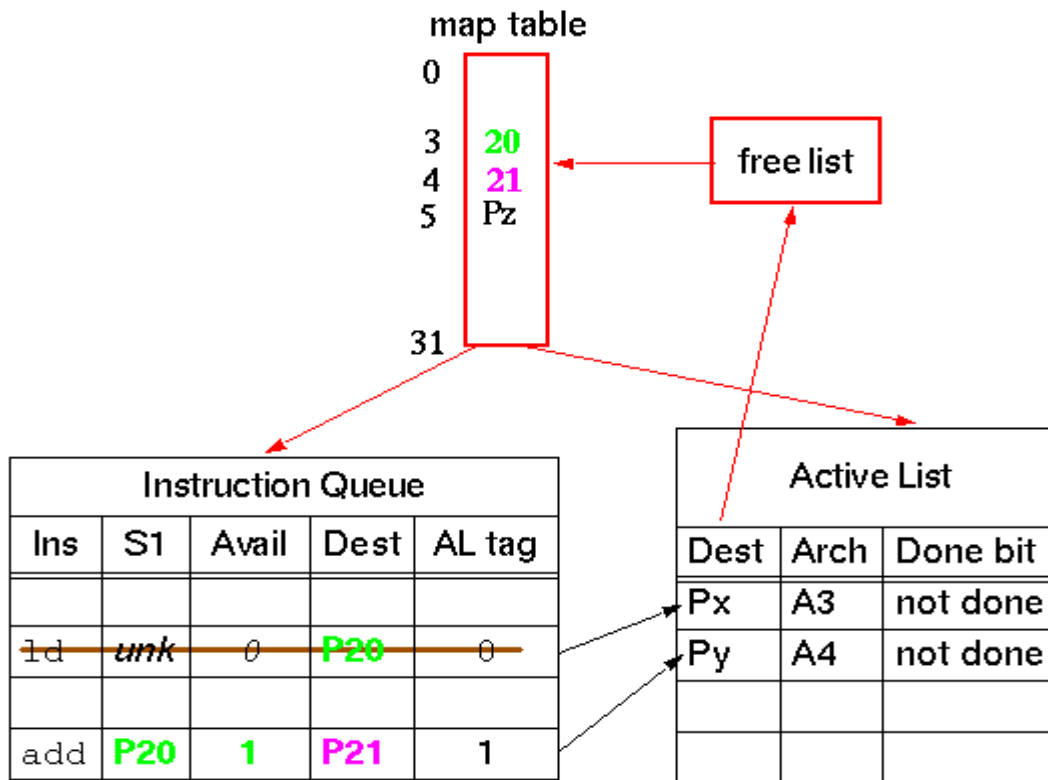 map table
0
3 20
4 21
5 Pz
31
free list
Instruction Queue
Ins S1 Avail Dest AL tag
ld unk 0 P20 0
add P20 1 P21 1
Active List
Dest Arch Done bit
Px A3 not done
Py A4 not done